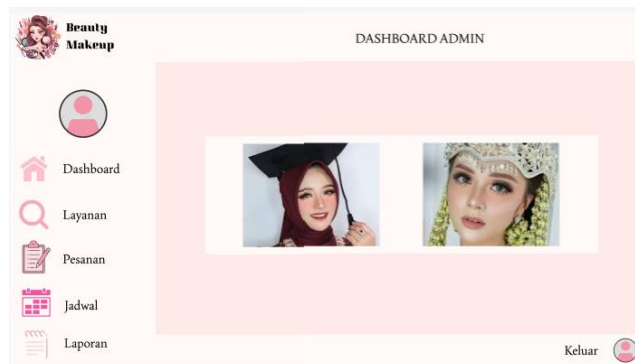 Beauty
Makeup
DASHBOARD ADMIN
Dashboard
Layanan
Pesanan
Jadwal
Laporan
Keluar